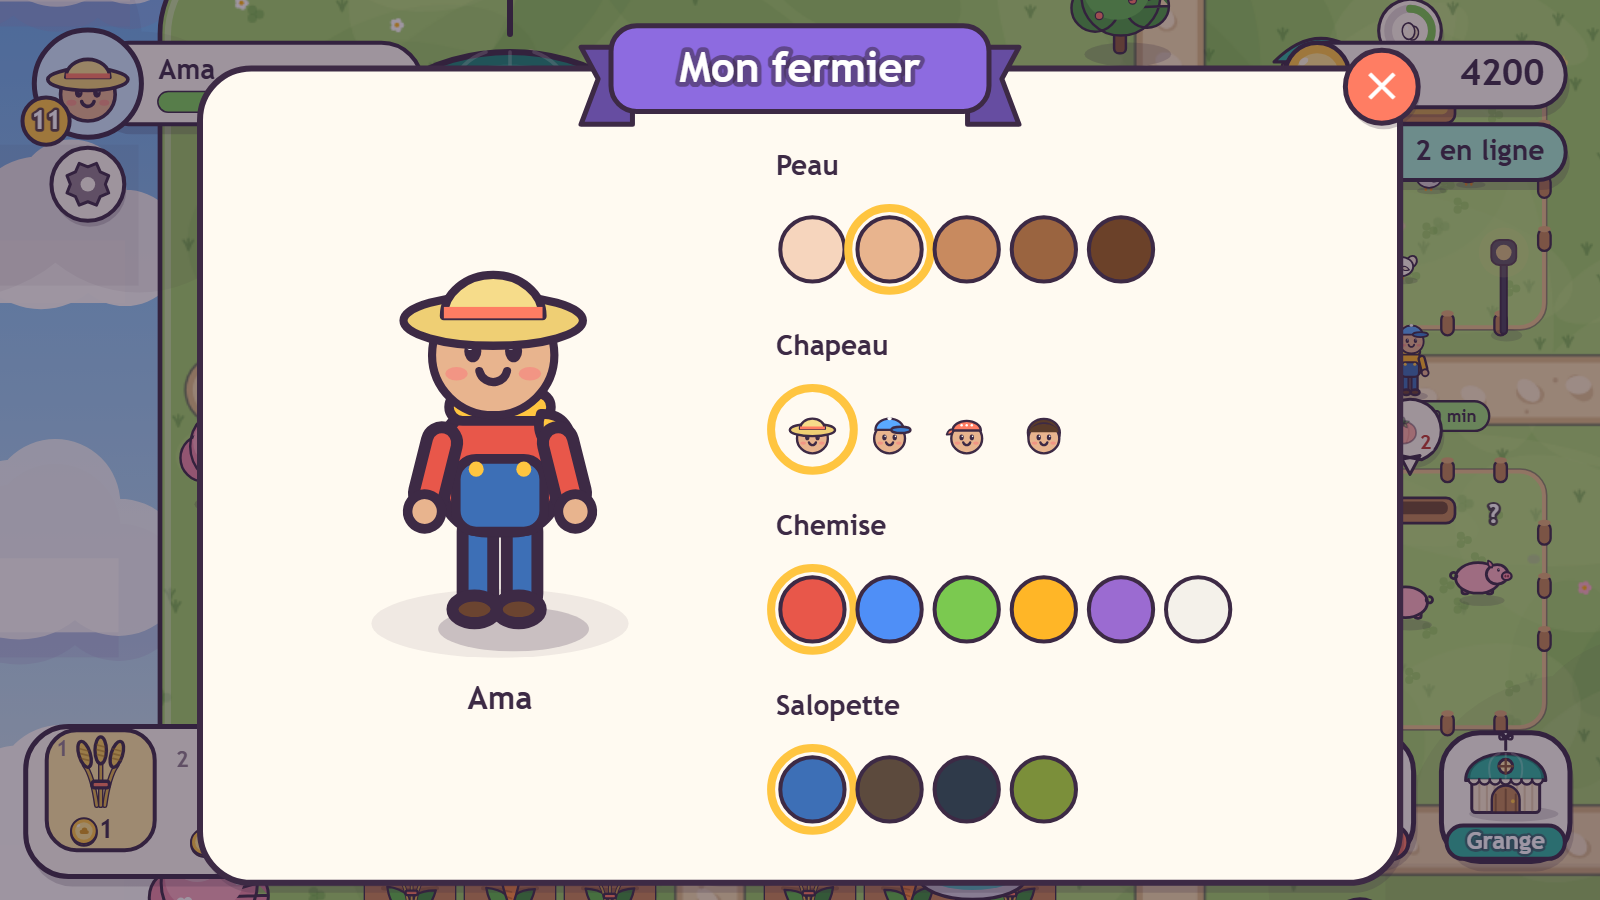 Mon fermier
Ama
11
4200
2 en ligne
Peau
Chapeau
Chemise
Salopette
Ama
min
2
?
1
1
2
Grange